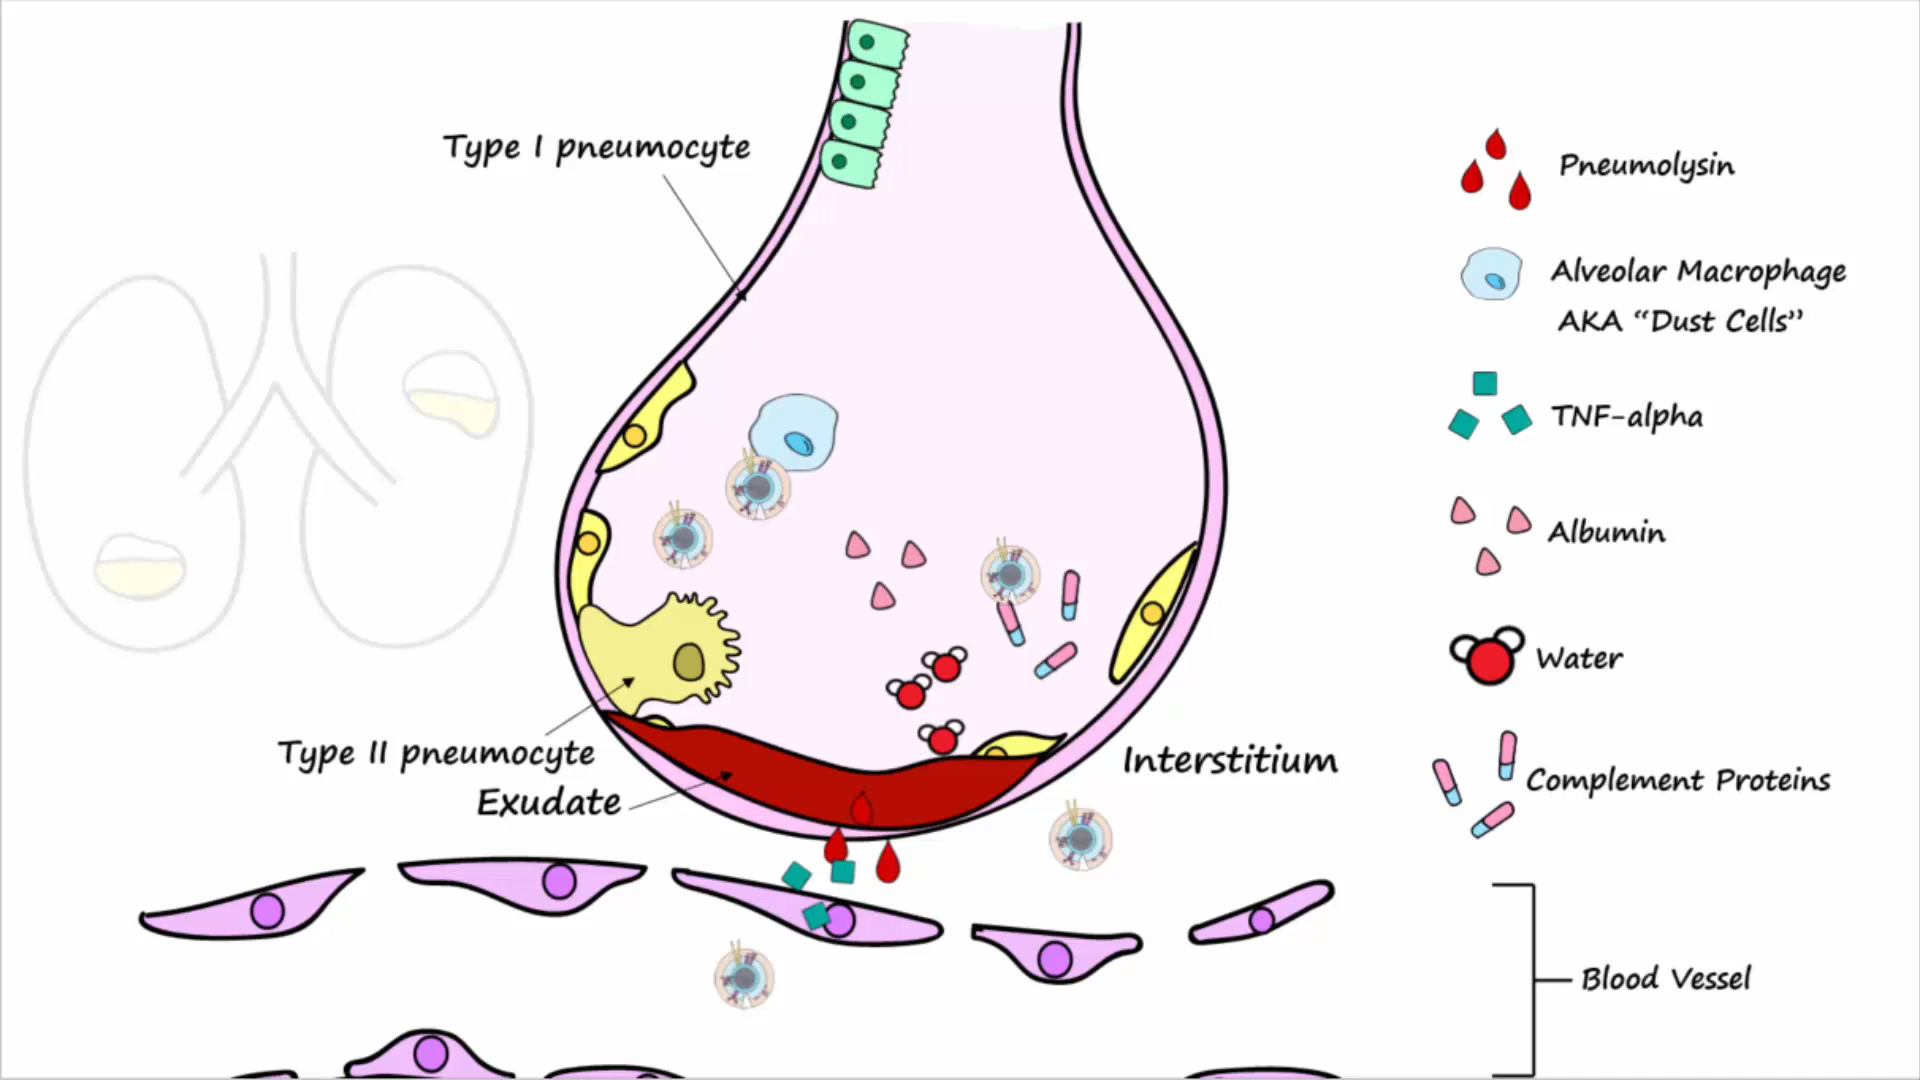 Type I pneumocyte
Type II pneumocyte
Exudate
Interstitium
Pneumolysin
Alveolar Macrophage
AKA “Dust Cells”
TNF-alpha
Albumin
Water
Complement Proteins
Blood Vessel